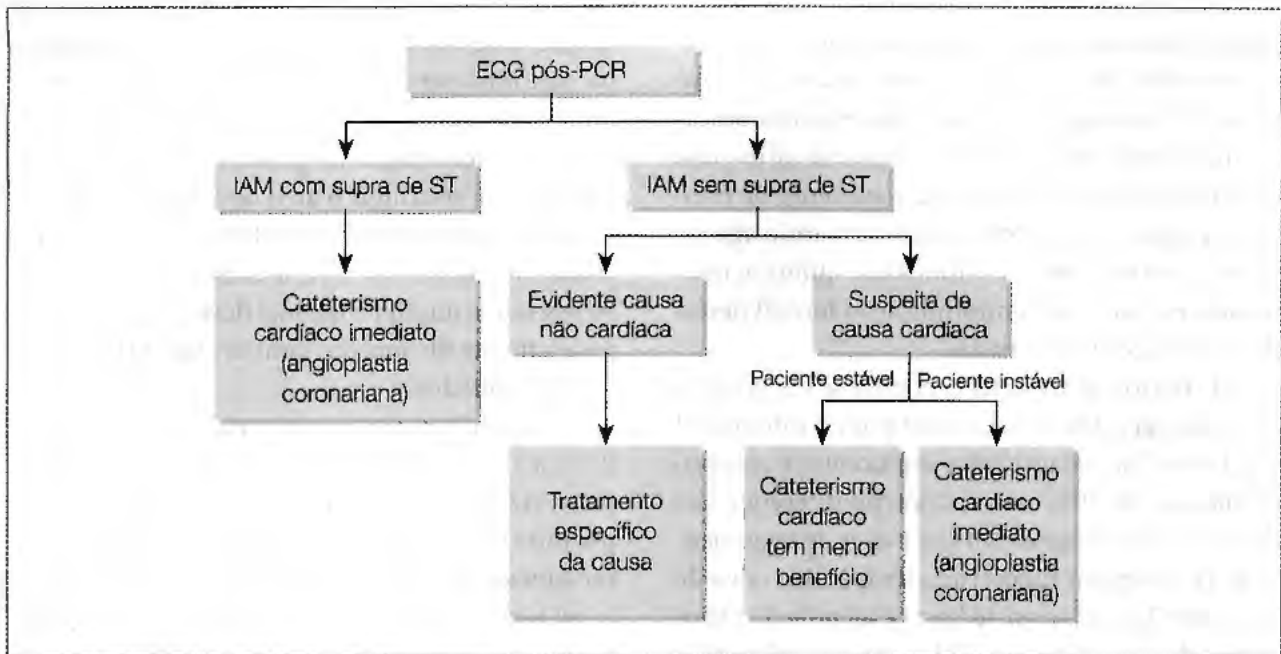 ECG pós-PCR
IAM com supra de ST
IAM sem supra de ST
Cateterismo
cardíaco imediato
(angioplastia
coronariana)
Evidente causa
não cardíaca
Suspeita de
causa cardíaca
Paciente estável
Paciente instável
Tratamento
específico
da causa
Cateterismo
cardíaco
tem menor
benefício
Cateterismo
cardíaco
imediato
(angioplastia
coronariana)